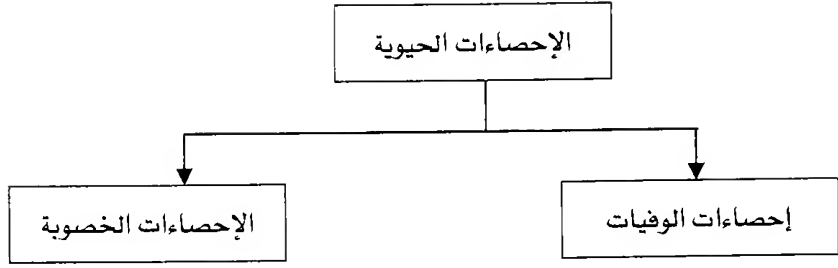 الإحصاءات الحيوية
إحصاءات الوفيات
الإحصاءات الخصوبة